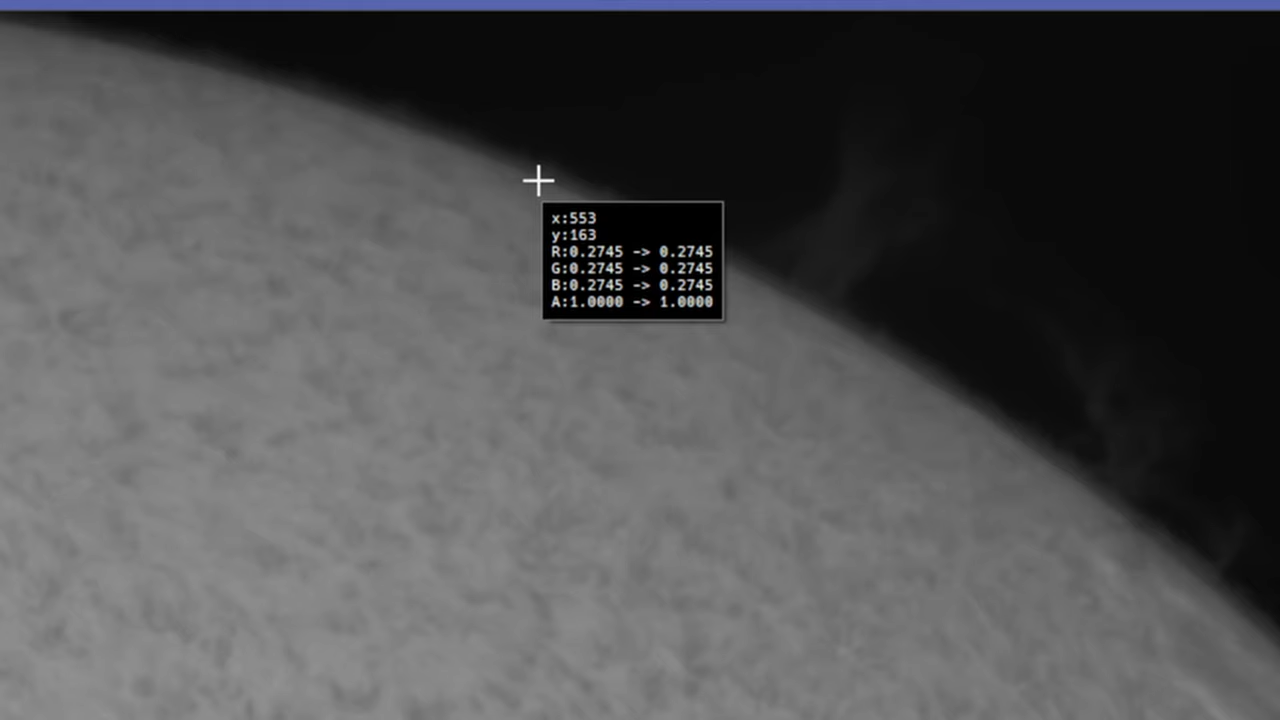 x:553
y:163
R:0.2745 -> 0.2745
G:0.2745 -> 0.2745
B:0.2745 -> 0.2745
A:1.0000 -> 1.0000